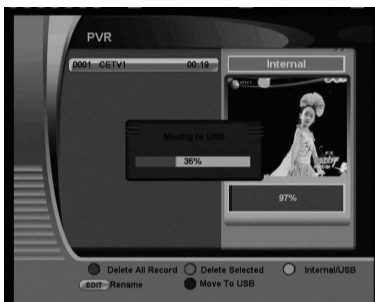 PVR
0001 CETV1 00:19
Internal
Moving to USB
36%
97%
Delete All Record Delete Selected Internal/USB
EDIT Rename Move To USB